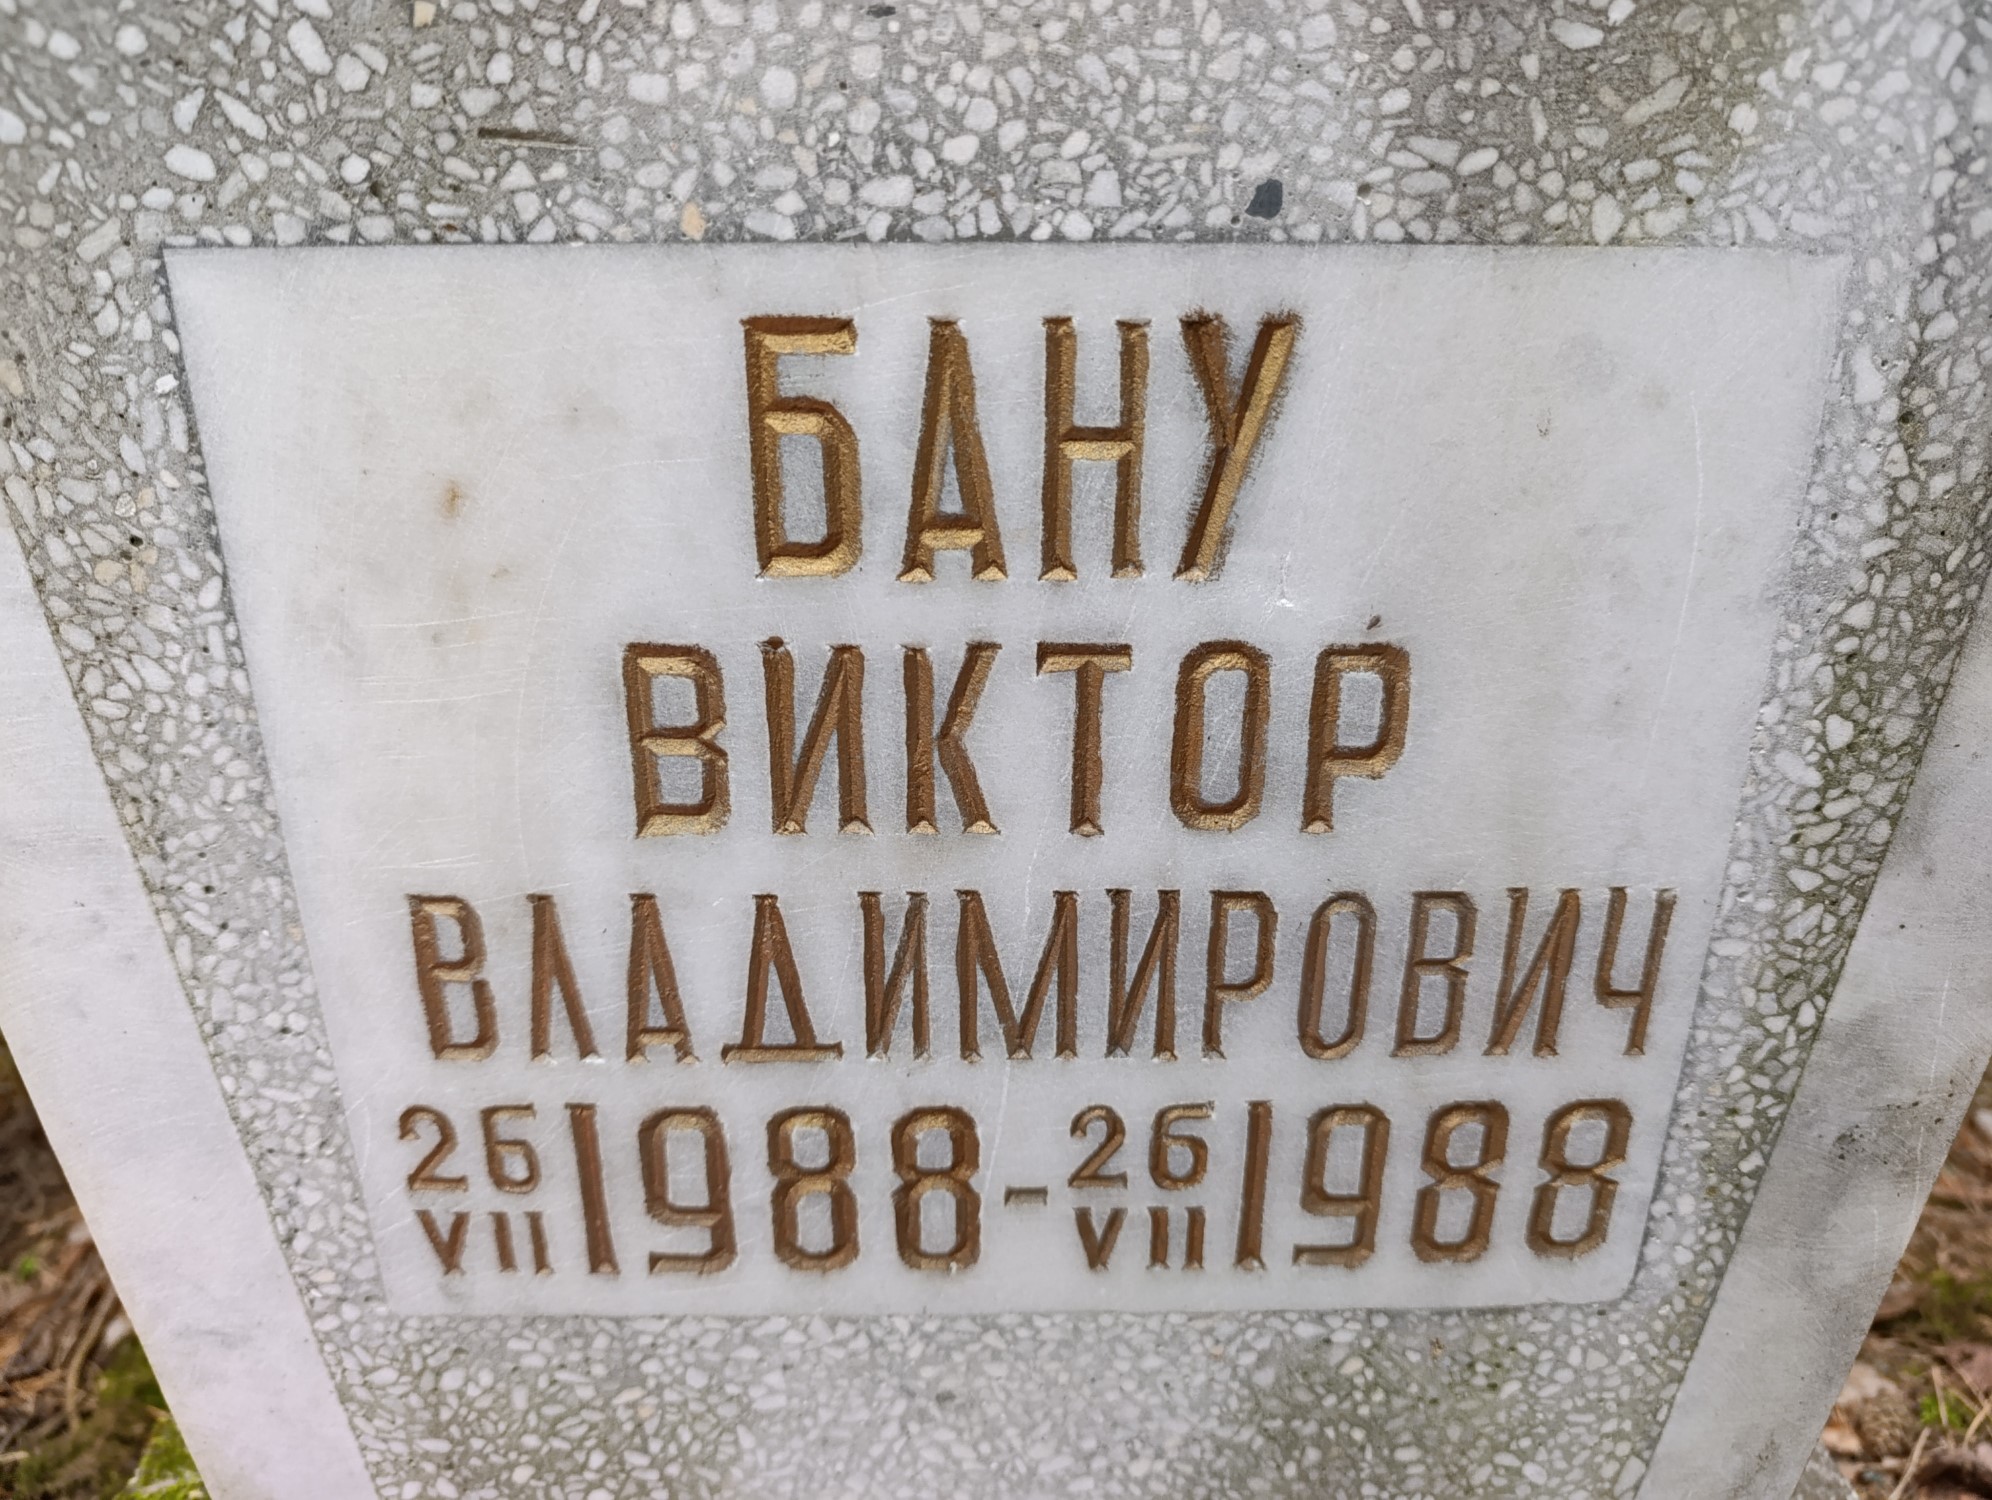 БАНУ
ВИКТОР
ВЛАДИМИРОВИЧ
26 VII 1988 - 26 VII 1988